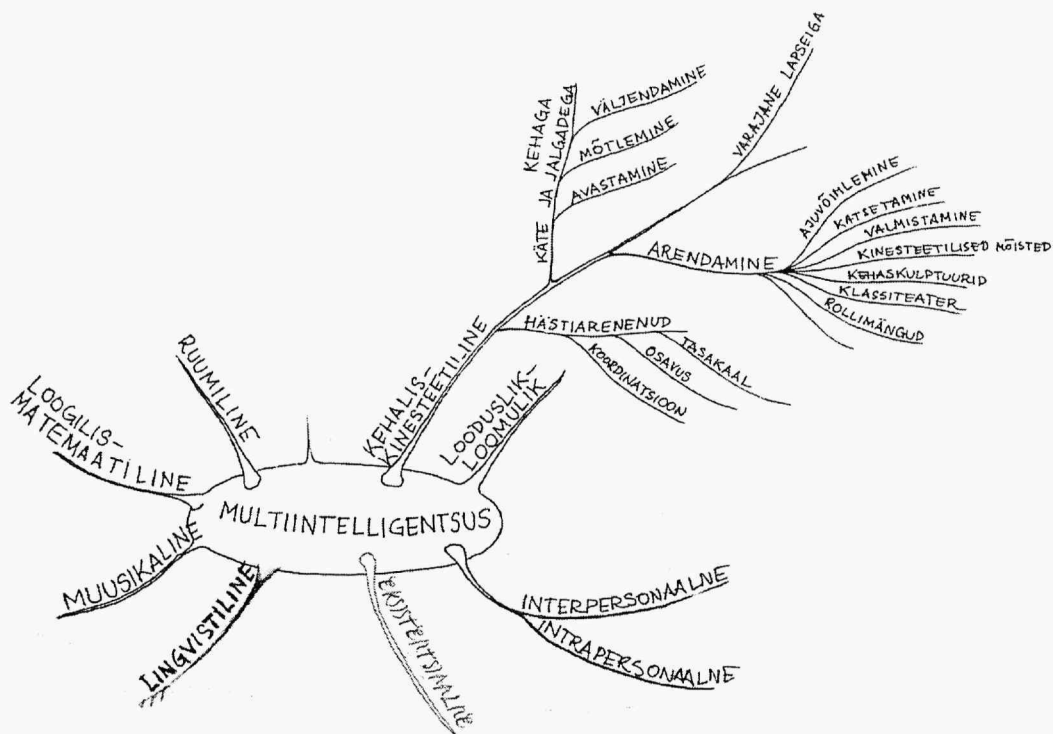 VARAJANE LAPSEIGA
KEHAGA
KÄTE JA JALGADEGA
VÄLJENDAMINE
MÕTLEMINE
AVASTAMINE
ARENDAMINE
AJUVÕIMLEMINE
KATSETAMINE
VALMISTAMINE
KINESTEETILISED MÕISTED
KEHASKULPTUURID
KLASSITEATER
ROLLIMÄNGUD
HÄSTIARENENUD
TASAKAAL
OSAVUS
KOORDINATSIOON
KEHALIS-
KINESTEETILINE
LOODUSLIK-
LOOMULIK
RUUMILINE
LOOGILIS-
MATEMAATILINE
MULTIINTELLIGENTSUS
MUUSIKALINE
LINGVISTILINE
EKSISTENTSIAALNE
INTERPERSONAALNE
INTRAPERSONAALNE